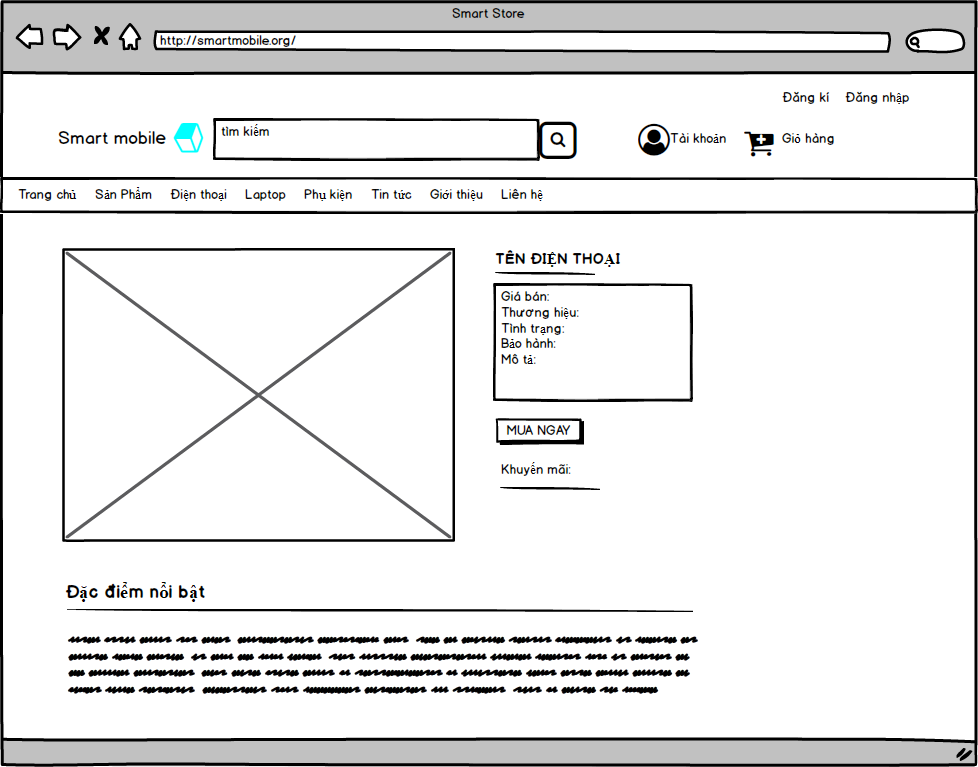 Smart Store
http://smartmobile.org/
Đăng kí Đăng nhập
Smart mobile
tìm kiếm
Tài khoản
Giỏ hàng
Trang chủ Sản Phẩm Điện thoại Laptop Phụ kiện Tin tức Giới thiệu Liên hệ
TÊN ĐIỆN THOẠI
Giá bán:
Thương hiệu:
Tình trạng:
Bảo hành:
Mô tả:
MUA NGAY
Khuyến mãi:
Đặc điểm nổi bật